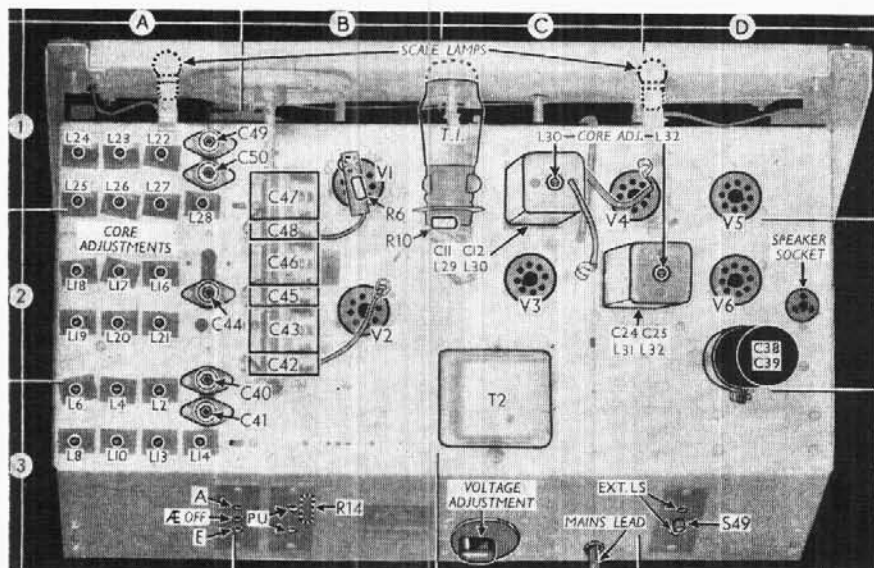 A B C D
SCALE LAMPS
1
L24 L23 L22 C49
C50
T.I.
L30-CORE ADJ.-L32
L25 L26 L27 L28
C47
V1
R6
V4
V5
CORE
ADJUSTMENTS
C48
R10
C11 C12
L29 L30
SPEAKER
SOCKET
2
L18 L17 L16
C46
C45
V3
V6
L19 L20 L21
C44
C43
V2
C24 C25
L31 L32
C42
C38
C39
L6 L4 L2
C40
C41
T2
3
L8 L10 L13 L14
A
Æ OFF
E
PU
R14
VOLTAGE
ADJUSTMENT
MAINS LEAD
EXT. LS
S49